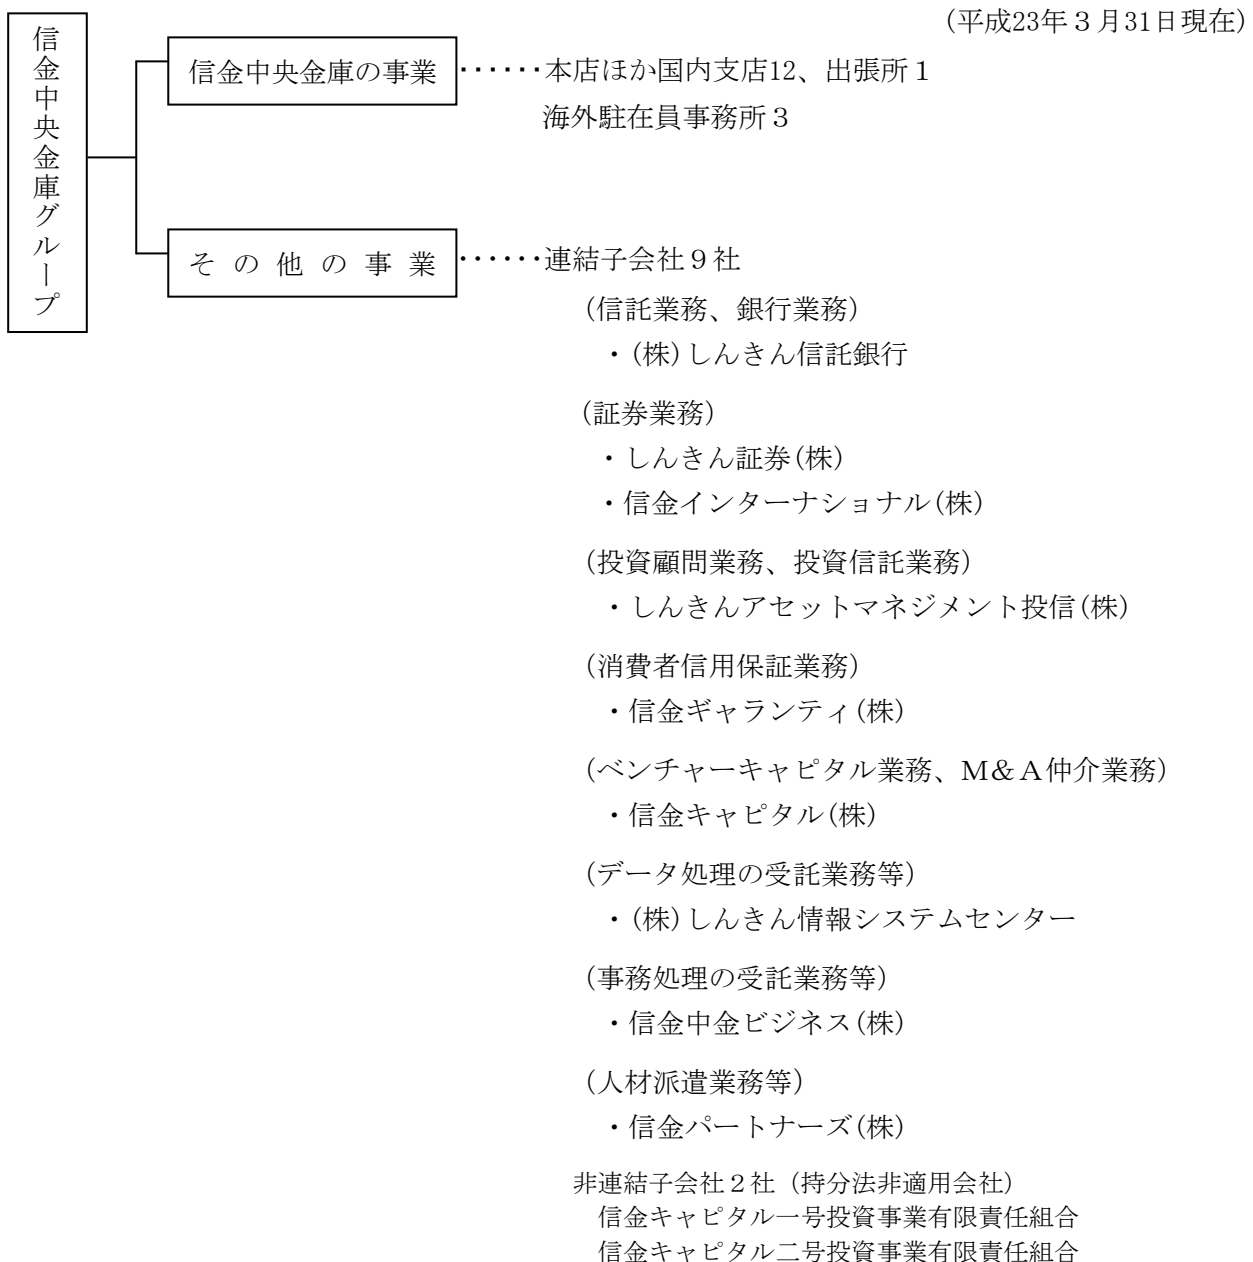 (平成23年３月31日現在)
信金中央金庫グループ
信金中央金庫の事業 ‥‥‥本店ほか国内支店12、出張所１
海外駐在員事務所３
その他の事業 ‥‥‥連結子会社９社
(信託業務、銀行業務)
・(株)しんきん信託銀行
(証券業務)
・しんきん証券(株)
・信金インターナショナル(株)
(投資顧問業務、投資信託業務)
・しんきんアセットマネジメント投信(株)
(消費者信用保証業務)
・信金ギャランティ(株)
(ベンチャーキャピタル業務、Ｍ＆Ａ仲介業務)
・信金キャピタル(株)
(データ処理の受託業務等)
・(株)しんきん情報システムセンター
(事務処理の受託業務等)
・信金中金ビジネス(株)
(人材派遣業務等)
・信金パートナーズ(株)
非連結子会社２社（持分法非適用会社）
信金キャピタル一号投資事業有限責任組合
信金キャピタル二号投資事業有限責任組合